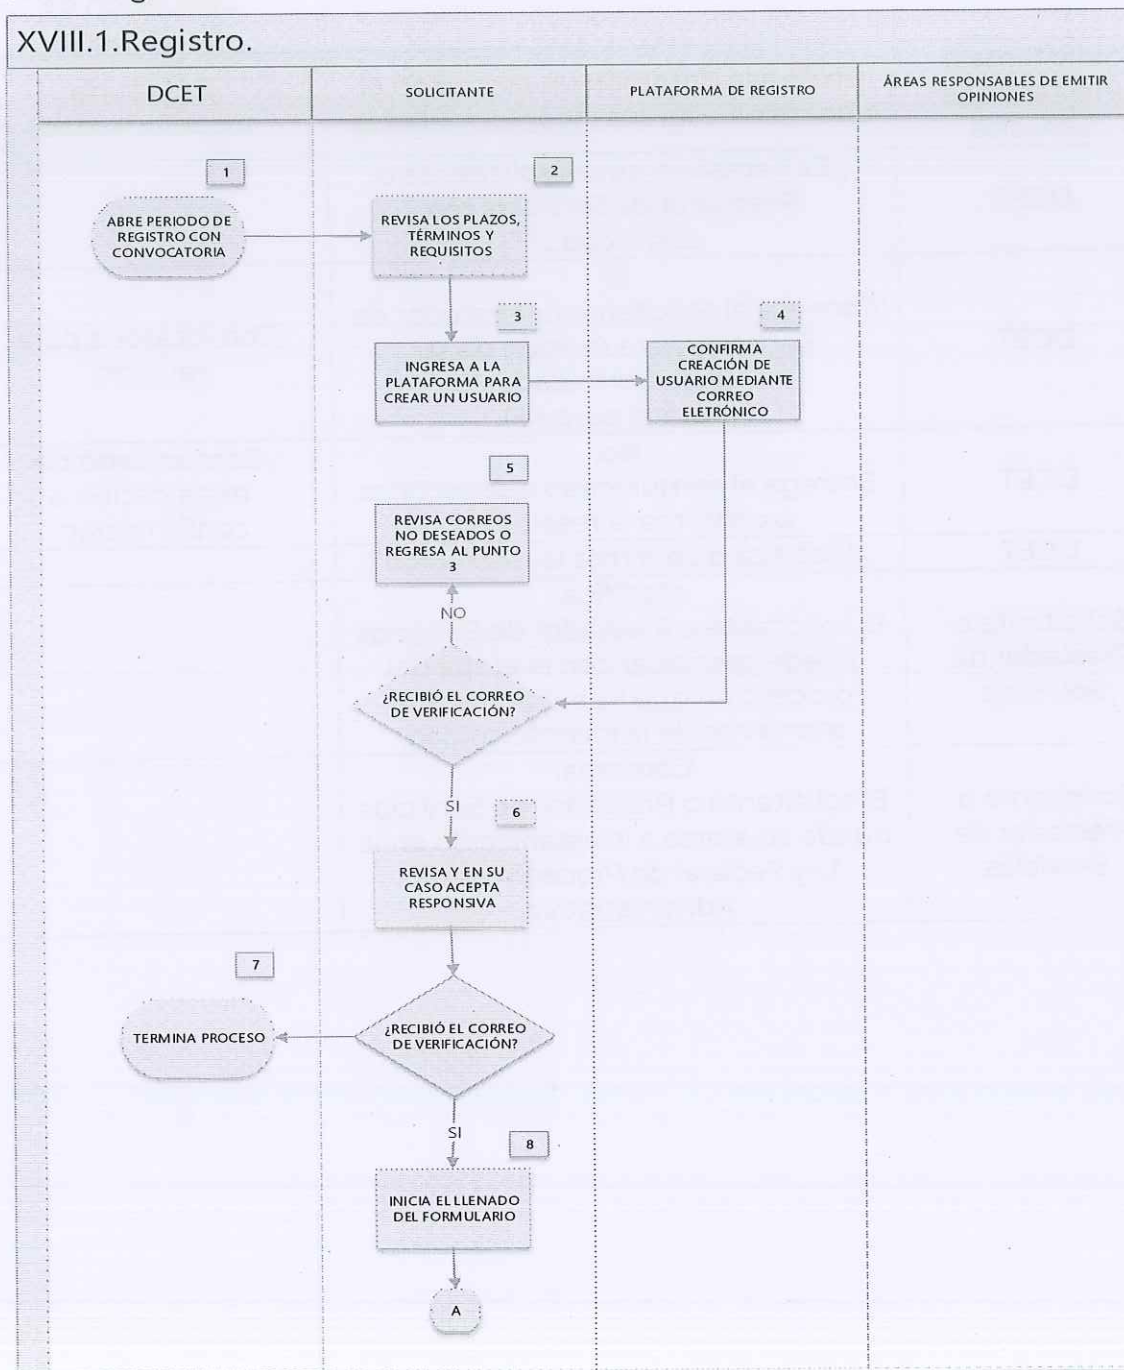 XVIII.1.Registro.
DCET
SOLICITANTE
PLATAFORMA DE REGISTRO
ÁREAS RESPONSABLES DE EMITIR
OPINIONES
1
ABRE PERIODO DE
REGISTRO CON
CONVOCATORIA
2
REVISA LOS PLAZOS,
TÉRMINOS Y
REQUISITOS
3
INGRESA A LA
PLATAFORMA PARA
CREAR UN USUARIO
4
CONFIRMA
CREACIÓN DE
USUARIO MEDIANTE
CORREO
ELETRÓNICO
5
REVISA CORREOS
NO DESEADOS O
REGRESA AL PUNTO
3
NO
¿RECIBIÓ EL CORREO
DE VERIFICACIÓN?
SI
6
REVISA Y EN SU
CASO ACEPTA
RESPONSIVA
7
TERMINA PROCESO
¿RECIBIÓ EL CORREO
DE VERIFICACIÓN?
SI
8
INICIA EL LLENADO
DEL FORMULARIO
A